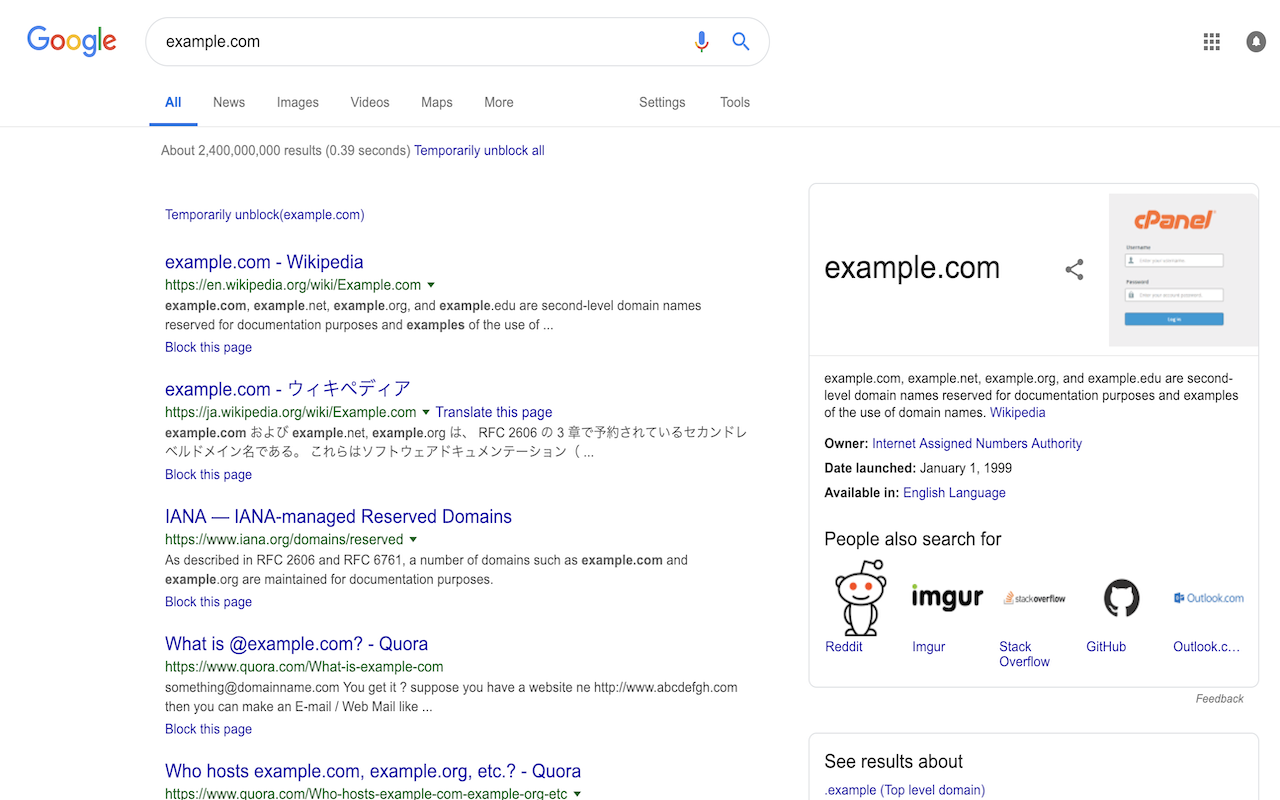 Google
example.com
All News Images Videos Maps More Settings Tools
About 2,400,000,000 results (0.39 seconds) Temporarily unblock all
Temporarily unblock(example.com)
example.com - Wikipedia
https://en.wikipedia.org/wiki/Example.com
example.com, example.net, example.org, and example.edu are second-level domain names
reserved for documentation purposes and examples of the use of ...
Block this page
example.com - ウィキペディア
https://ja.wikipedia.org/wiki/Example.com Translate this page
example.com および example.net, example.org は、 RFC 2606 の 3 章で予約されているセカンドレ
ベルドメイン名である。 これらはソフトウェアドキュメンテーション（ ...
Block this page
IANA — IANA-managed Reserved Domains
https://www.iana.org/domains/reserved
As described in RFC 2606 and RFC 6761, a number of domains such as example.com and
example.org are maintained for documentation purposes.
Block this page
What is @example.com? - Quora
https://www.quora.com/What-is-example-com
something@domainname.com You get it ? suppose you have a website ne http://www.abcdefgh.com
then you can make an E-mail / Web Mail like ...
Block this page
Who hosts example.com, example.org, etc.? - Quora
https://www.quora.com/Who-hosts-example-com-example-org-etc
example.com
cPanel
Username
Enter your username.
Password
Enter your account password.
Log in
example.com, example.net, example.org, and example.edu are second-
level domain names reserved for documentation purposes and examples
of the use of domain names. Wikipedia
Owner: Internet Assigned Numbers Authority
Date launched: January 1, 1999
Available in: English Language
People also search for
imgur stackoverflow Outlook.com
Reddit Imgur Stack Overflow GitHub Outlook.c...
Feedback
See results about
.example (Top level domain)